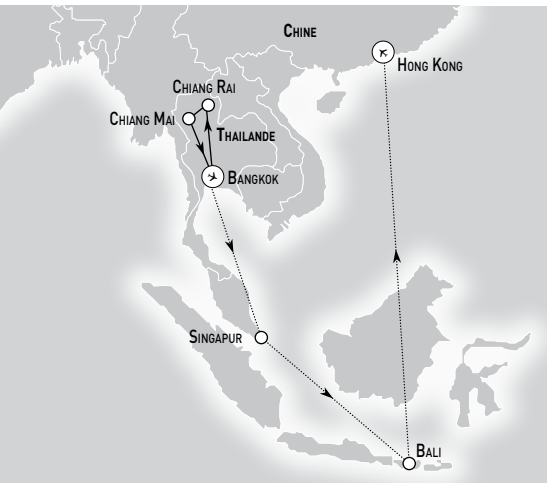 CHINE
HONG KONG
CHIANG RAI
CHIANG MAI
THAILANDE
BANGKOK
SINGAPUR
BALI